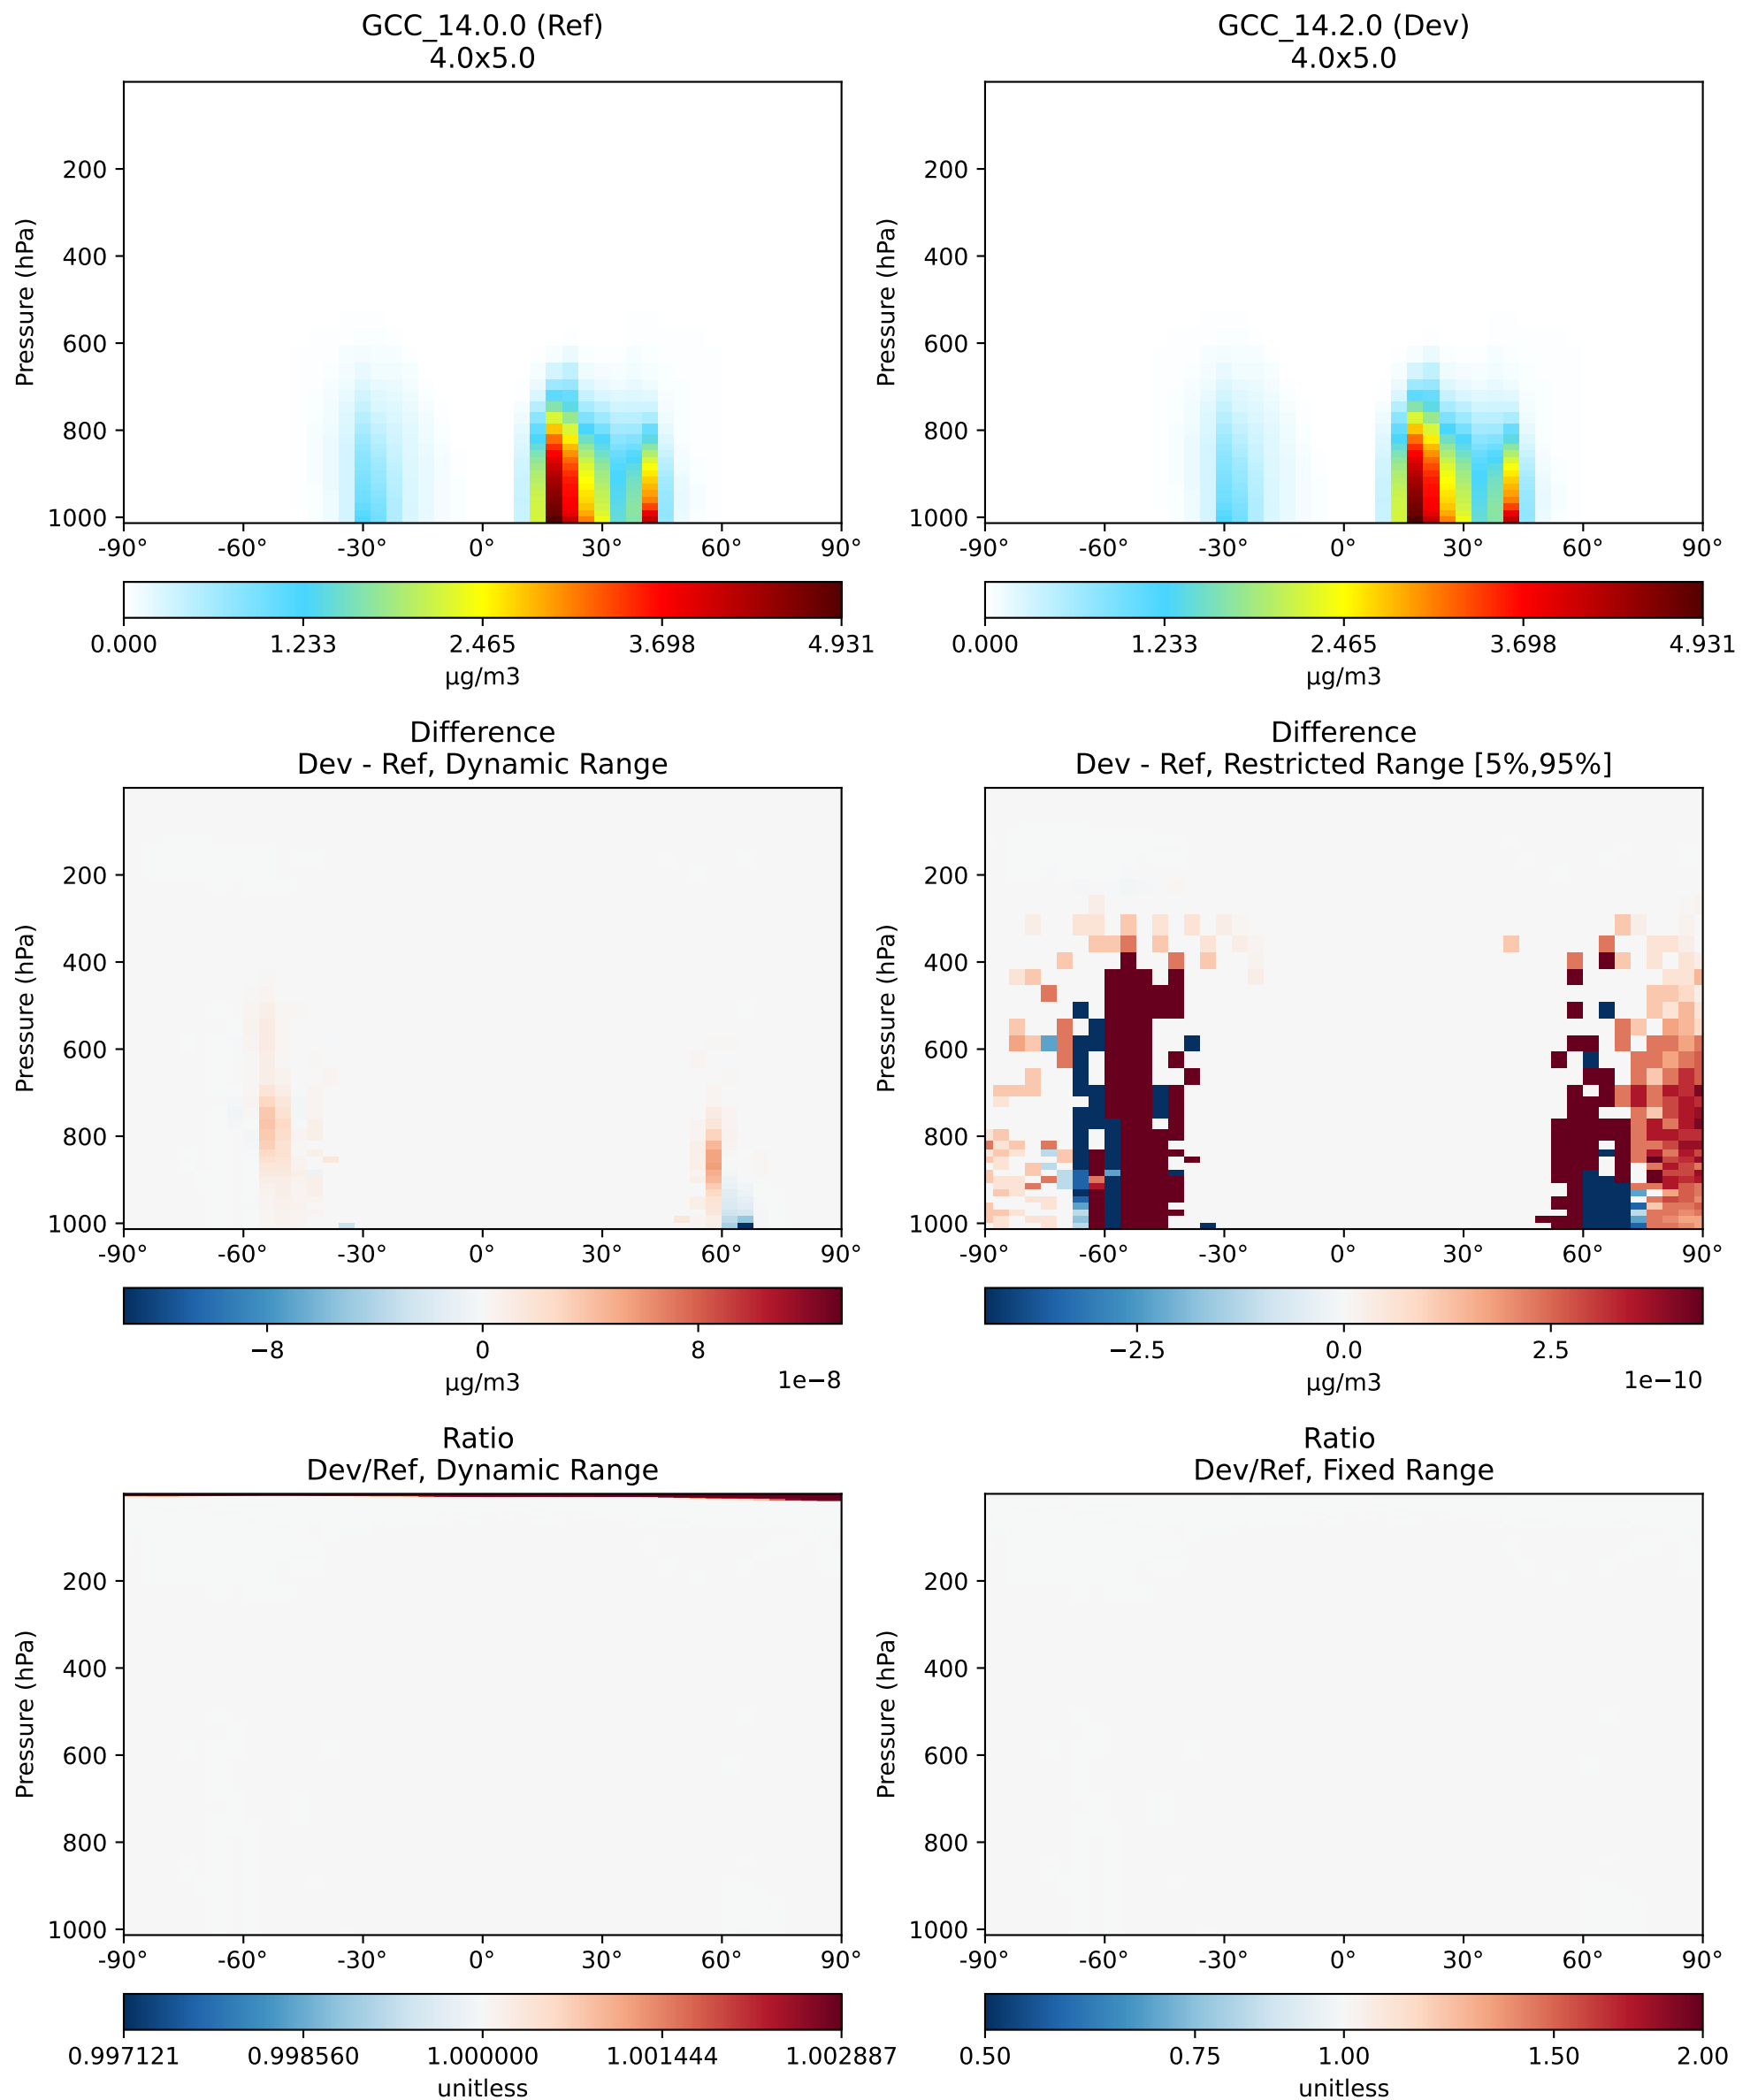 GCC_14.0.0 (Ref)
4.0x5.0
Pressure (hPa)
200
400
600
800
1000
-90° -60° -30° 0° 30° 60° 90°
0.000 1.233 2.465 3.698 4.931
µg/m3
GCC_14.2.0 (Dev)
4.0x5.0
Pressure (hPa)
200
400
600
800
1000
-90° -60° -30° 0° 30° 60° 90°
0.000 1.233 2.465 3.698 4.931
µg/m3
Difference
Dev - Ref, Dynamic Range
Pressure (hPa)
200
400
600
800
1000
-90° -60° -30° 0° 30° 60° 90°
−8 0 8
µg/m3 1e−8
Difference
Dev - Ref, Restricted Range [5%,95%]
Pressure (hPa)
200
400
600
800
1000
-90° -60° -30° 0° 30° 60° 90°
−2.5 0.0 2.5
µg/m3 1e−10
Ratio
Dev/Ref, Dynamic Range
Pressure (hPa)
200
400
600
800
1000
-90° -60° -30° 0° 30° 60° 90°
0.997121 0.998560 1.000000 1.001444 1.002887
unitless
Ratio
Dev/Ref, Fixed Range
Pressure (hPa)
200
400
600
800
1000
-90° -60° -30° 0° 30° 60° 90°
0.50 0.75 1.00 1.50 2.00
unitless